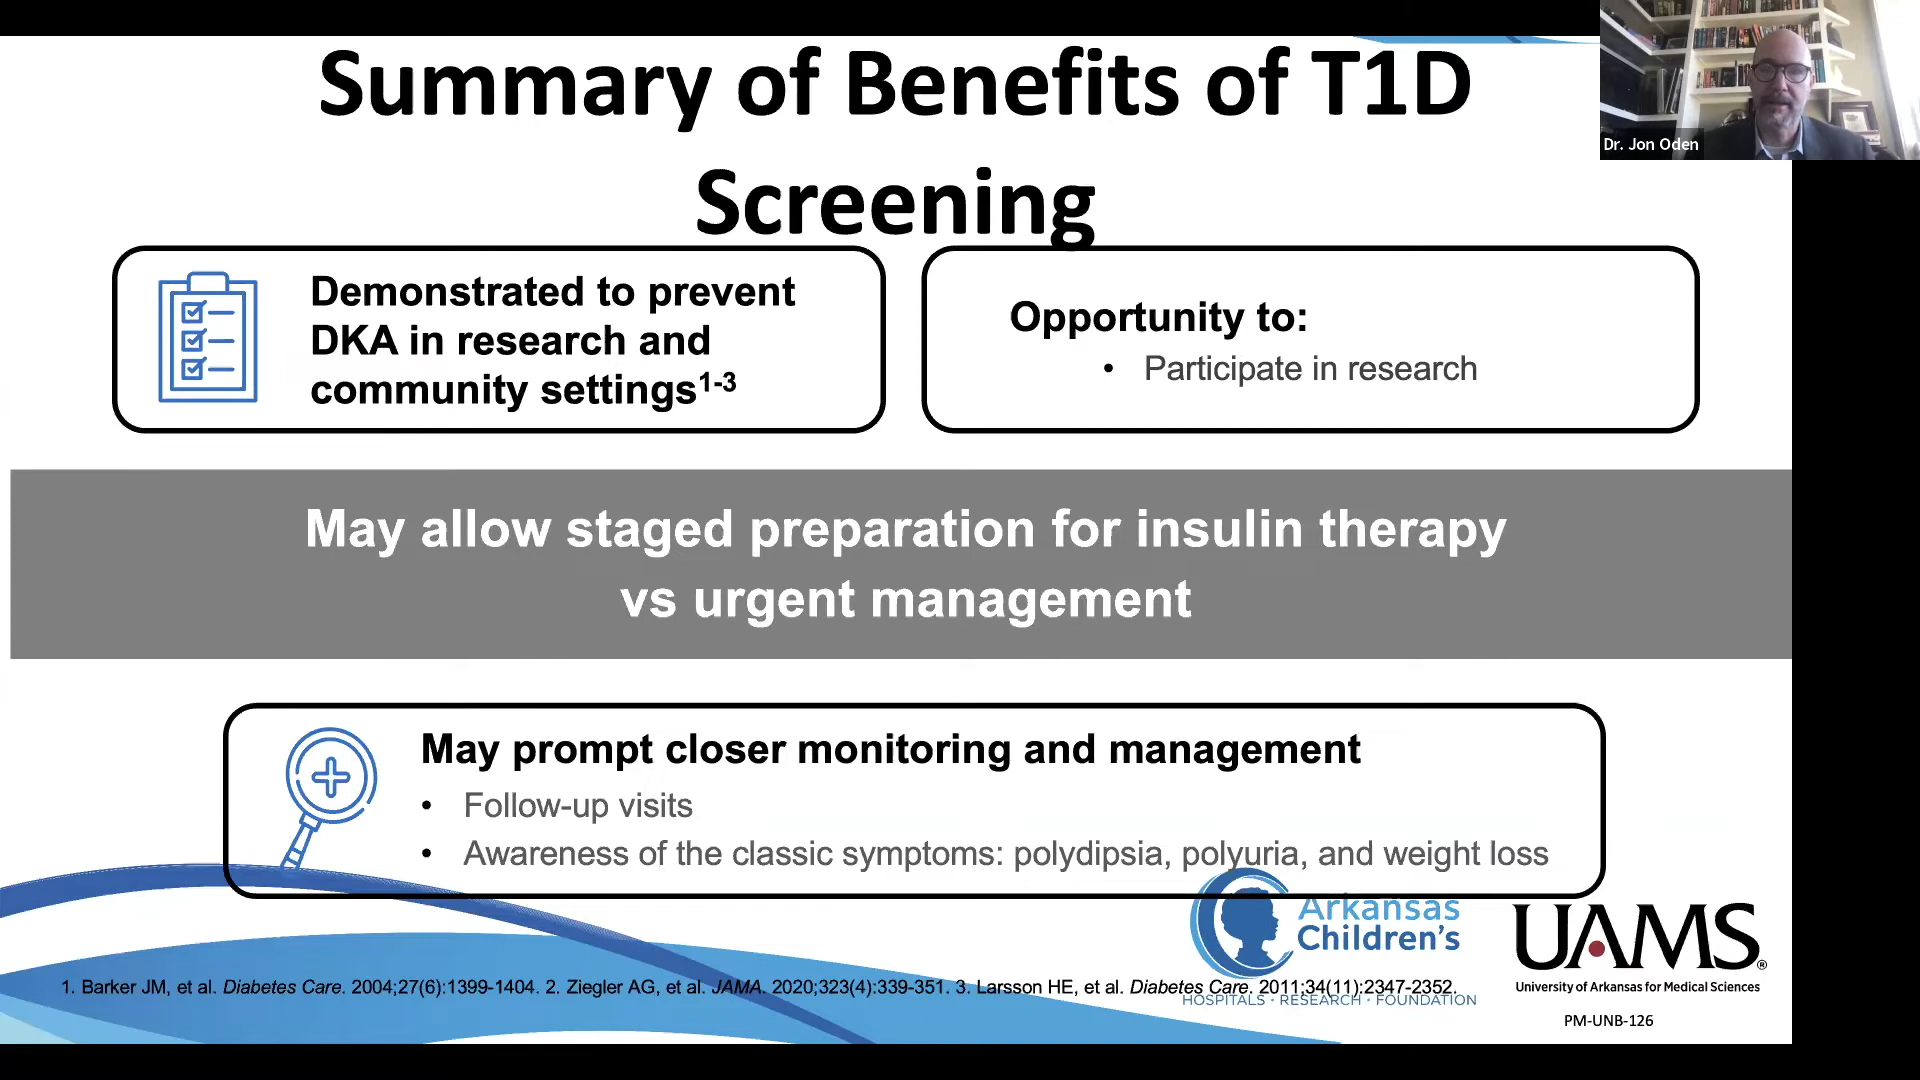 Summary of Benefits of T1D
Screening
Dr. Jon Oden
Demonstrated to prevent
DKA in research and
community settings1-3
Opportunity to:
• Participate in research
May allow staged preparation for insulin therapy
vs urgent management
May prompt closer monitoring and management
• Follow-up visits
• Awareness of the classic symptoms: polydipsia, polyuria, and weight loss
Arkansas
Children's
HOSPITALS · RESEARCH · FOUNDATION
UAMS®
University of Arkansas for Medical Sciences
1. Barker JM, et al. Diabetes Care. 2004;27(6):1399-1404. 2. Ziegler AG, et al. JAMA. 2020;323(4):339-351. 3. Larsson HE, et al. Diabetes Care. 2011;34(11):2347-2352.
PM-UNB-126